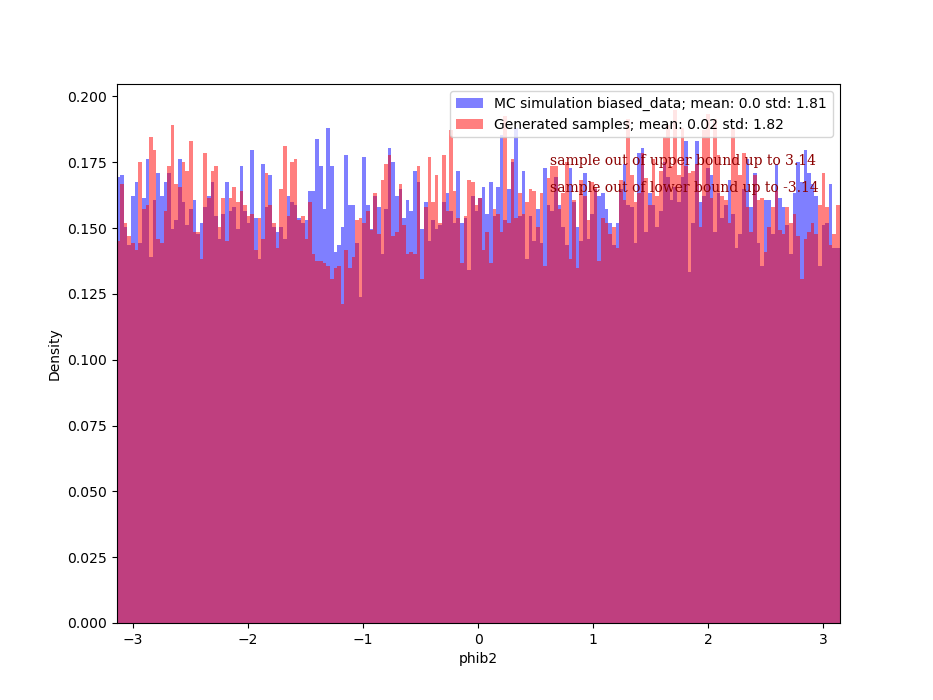 MC simulation biased_data; mean: 0.0 std: 1.81
Generated samples; mean: 0.02 std: 1.82
sample out of upper bound up to 3.14
sample out of lower bound up to -3.14
0.200
0.175
0.150
0.125
0.100
0.075
0.050
0.025
0.000
Density
−3 −2 −1 0 1 2 3
phib2